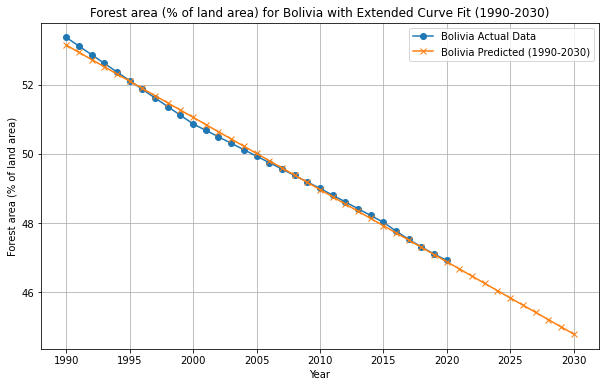 Forest area (% of land area) for Bolivia with Extended Curve Fit (1990-2030)
Bolivia Actual Data
Bolivia Predicted (1990-2030)
Forest area (% of land area)
52
50
48
46
1990 1995 2000 2005 2010 2015 2020 2025 2030
Year